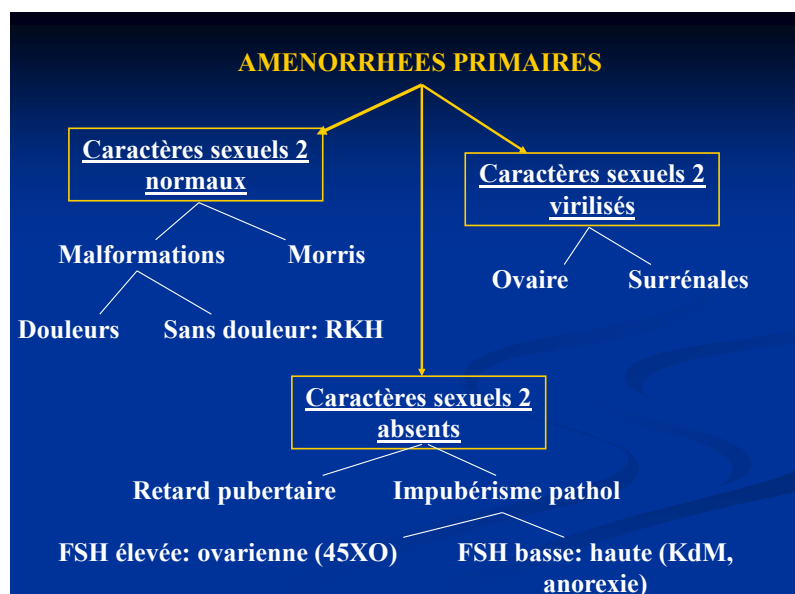 AMENORRHEES PRIMAIRES
Caractères sexuels 2
normaux
Caractères sexuels 2
virilisés
Malformations
Morris
Ovaire
Surrénales
Douleurs
Sans douleur: RKH
Caractères sexuels 2
absents
Retard pubertaire
Impubérisme pathol
FSH élevée: ovarienne (45XO)
FSH basse: haute (KdM,
anorexie)